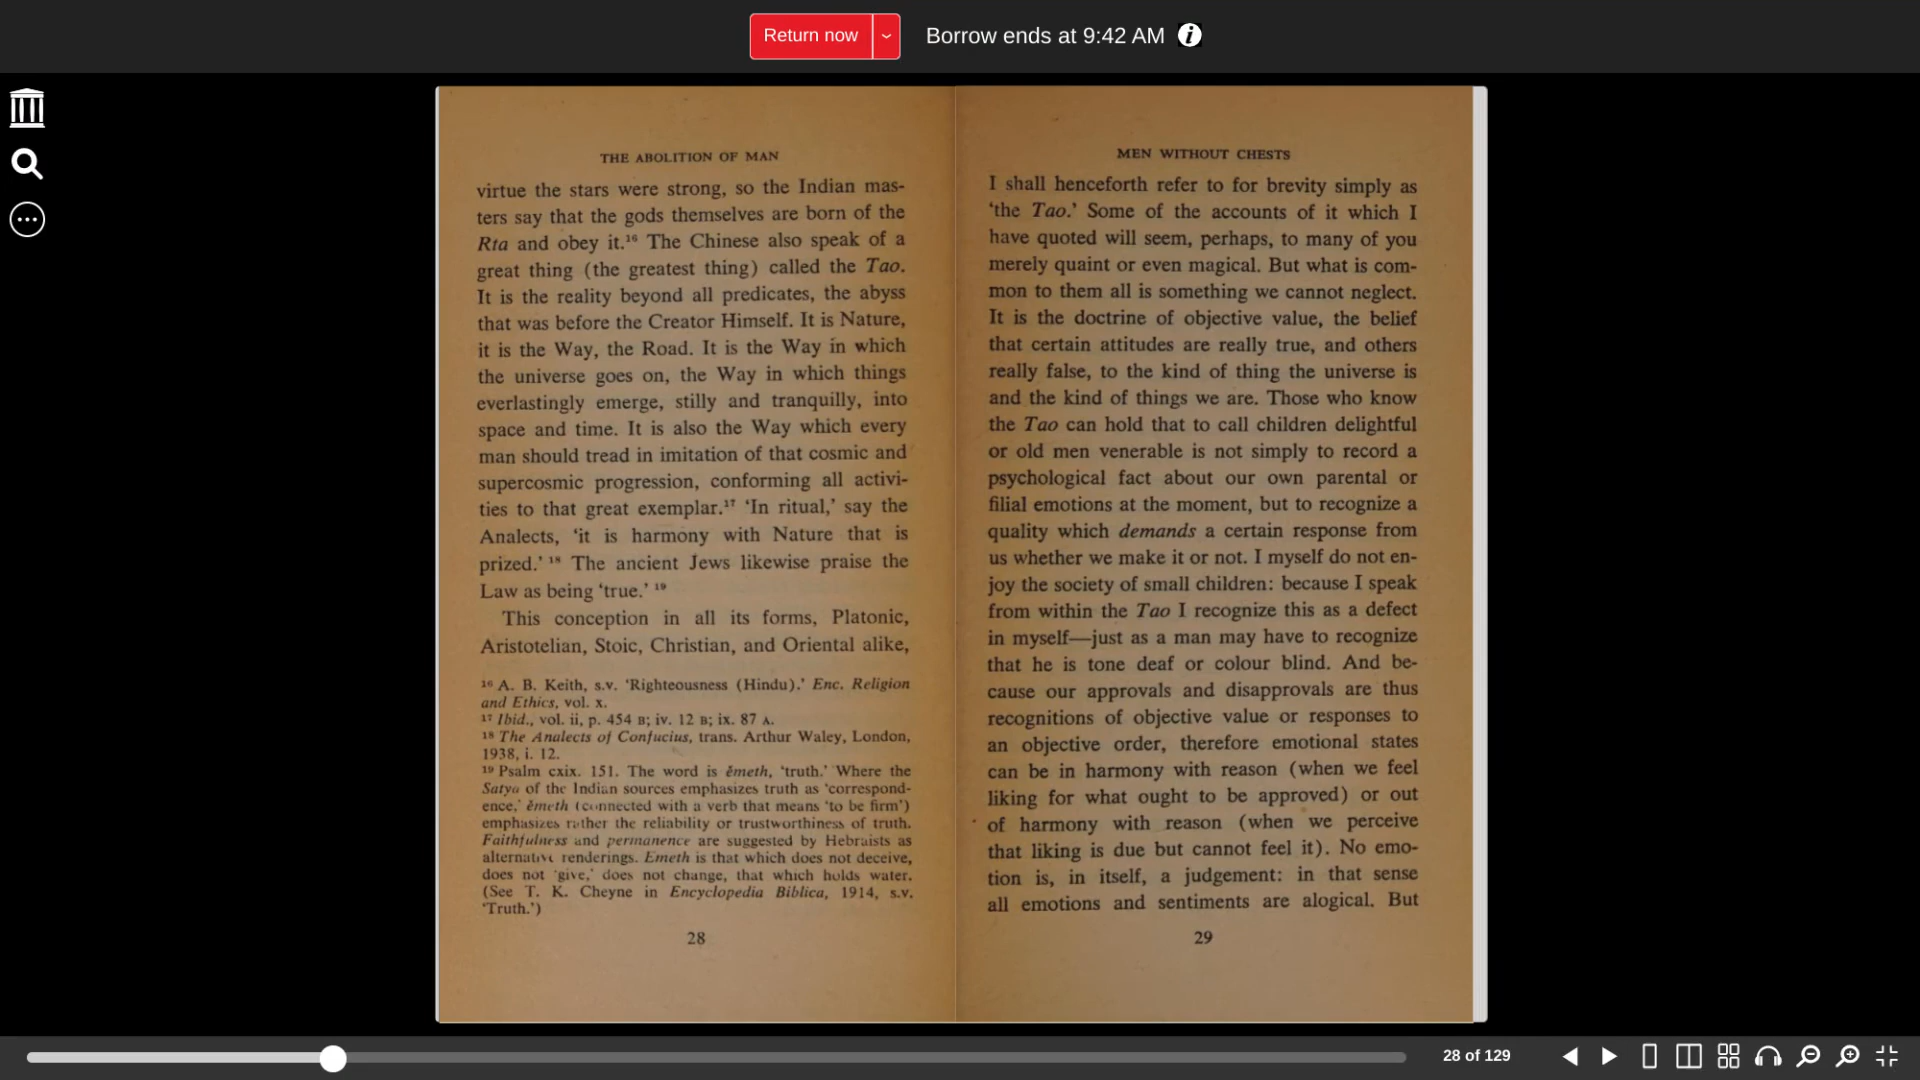 Return now
Borrow ends at 9:42 AM
THE ABOLITION OF MAN
virtue the stars were strong, so the Indian mas-
ters say that the gods themselves are born of the
Rta and obey it.¹⁶ The Chinese also speak of a
great thing (the greatest thing) called the Tao.
It is the reality beyond all predicates, the abyss
that was before the Creator Himself. It is Nature,
it is the Way, the Road. It is the Way in which
the universe goes on, the Way in which things
everlastingly emerge, stilly and tranquilly, into
space and time. It is also the Way which every
man should tread in imitation of that cosmic and
supercosmic progression, conforming all activi-
ties to that great exemplar.¹⁷ ‘In ritual,’ say the
Analects, ‘it is harmony with Nature that is
prized.’ ¹⁸ The ancient Jews likewise praise the
Law as being ‘true.’ ¹⁹
This conception in all its forms, Platonic,
Aristotelian, Stoic, Christian, and Oriental alike,
¹⁶ A. B. Keith, s.v. ‘Righteousness (Hindu).’ Enc. Religion
and Ethics, vol. x.
¹⁷ Ibid., vol. ii, p. 454 B; iv. 12 B; ix. 87 A.
¹⁸ The Analects of Confucius, trans. Arthur Waley, London,
1938, i. 12.
¹⁹ Psalm cxix. 151. The word is ěmeth, ‘truth.’ Where the
Satya of the Indian sources emphasizes truth as ‘correspond-
ence,’ ěmeth (connected with a verb that means ‘to be firm’)
emphasizes rather the reliability or trustworthiness of truth.
Faithfulness and permanence are suggested by Hebraists as
alternative renderings. Emeth is that which does not deceive,
does not ‘give,’ does not change, that which holds water.
(See T. K. Cheyne in Encyclopedia Biblica, 1914, s.v.
‘Truth.’)
28
MEN WITHOUT CHESTS
I shall henceforth refer to for brevity simply as
‘the Tao.’ Some of the accounts of it which I
have quoted will seem, perhaps, to many of you
merely quaint or even magical. But what is com-
mon to them all is something we cannot neglect.
It is the doctrine of objective value, the belief
that certain attitudes are really true, and others
really false, to the kind of thing the universe is
and the kind of things we are. Those who know
the Tao can hold that to call children delightful
or old men venerable is not simply to record a
psychological fact about our own parental or
filial emotions at the moment, but to recognize a
quality which demands a certain response from
us whether we make it or not. I myself do not en-
joy the society of small children: because I speak
from within the Tao I recognize this as a defect
in myself—just as a man may have to recognize
that he is tone deaf or colour blind. And be-
cause our approvals and disapprovals are thus
recognitions of objective value or responses to
an objective order, therefore emotional states
can be in harmony with reason (when we feel
liking for what ought to be approved) or out
of harmony with reason (when we perceive
that liking is due but cannot feel it). No emo-
tion is, in itself, a judgement: in that sense
all emotions and sentiments are alogical. But
29
28 of 129